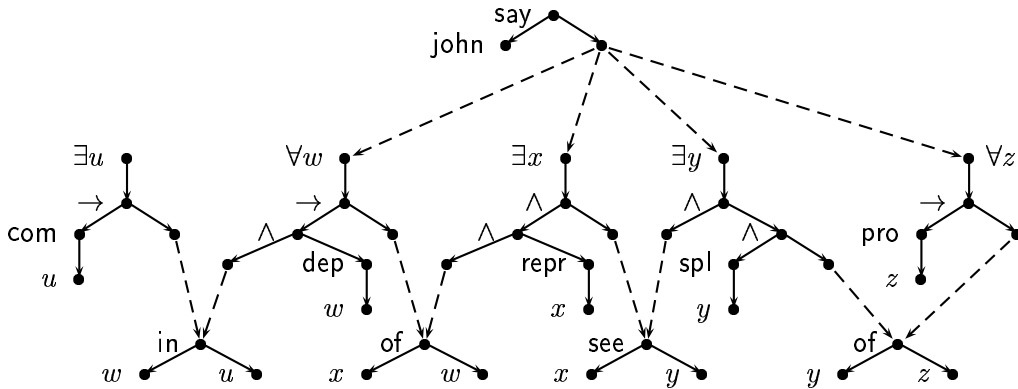 say
john
∃u ∀w ∃x ∃y ∀z
→ → ∧ ∧ →
com ∧ ∧ ∧ pro
dep repr spl
u w x y z
in of see of
w u x w x y y z